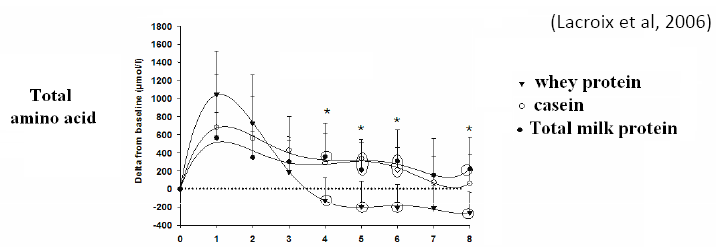 (Lacroix et al, 2006)
Total
amino acid
Delta from baseline (µmol/l)
1800
1600
1400
1200
1000
800
600
400
200
0
-200
-400
0 1 2 3 4 5 6 7 8
* * * *
whey protein
casein
Total milk protein